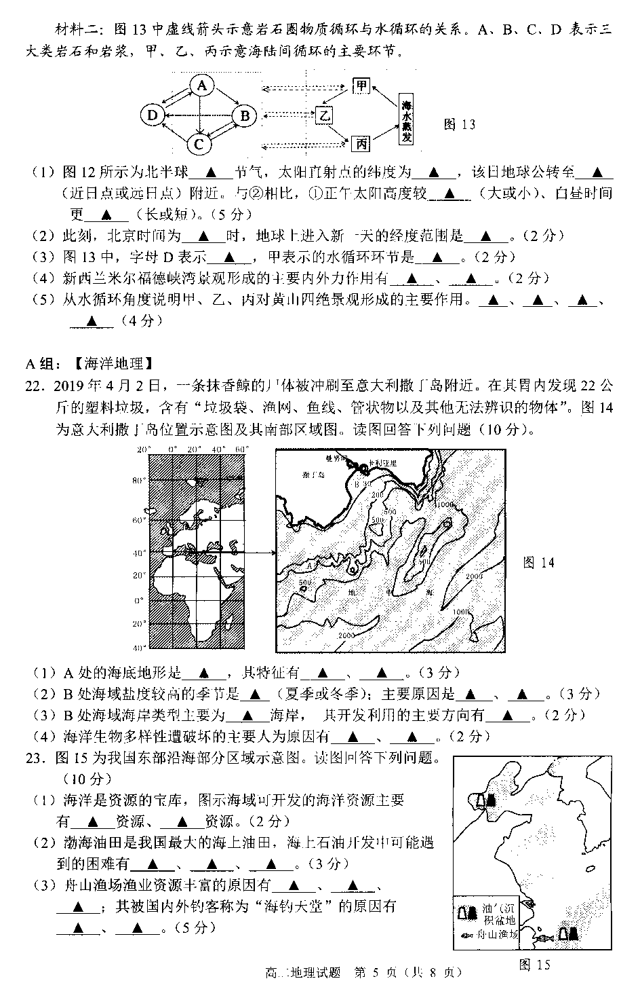 材料二：图 13 中虚线箭头示意岩石圈物质循环与水循环的关系。A、B、C、D 表示三
大类岩石和岩浆，甲、乙、丙示意海陆间循环的主要环节。
A
甲
D
B
乙
海水蒸发
图 13
C
丙
（1）图 12 所示为北半球 ▲ 节气，太阳直射点的纬度为 ▲ ，该日地球公转至 ▲
（近日点或远日点）附近。与②相比，①正午太阳高度较 ▲ （大或小）、白昼时间
更 ▲ （长或短）。（5 分）
（2）此刻，北京时间为 ▲ 时，地球上进入新一天的经度范围是 ▲ 。（2 分）
（3）图 13 中，字母 D 表示 ▲ ，甲表示的水循环环节是 ▲ 。（2 分）
（4）新西兰米尔福德峡湾景观形成的主要内外力作用有 ▲ 、 ▲ 。（2 分）
（5）从水循环角度说明甲、乙、丙对黄山四绝景观形成的主要作用。 ▲ 、 ▲ 、 ▲ 、
▲ （4 分）
A 组：【海洋地理】
22．2019 年 4 月 2 日，一条抹香鲸的尸体被冲刷至意大利撒丁岛附近。在其胃内发现 22 公
斤的塑料垃圾，含有“垃圾袋、渔网、鱼线、管状物以及其他无法辨识的物体”。图 14
为意大利撒丁岛位置示意图及其南部区域图。读图回答下列问题（10 分）。
20° 0° 20° 40° 60°
80°
60°
40°
20°
0°
20°
40°
卡利亚里
撒丁岛
B 30
200
500
500
1000
A
500
500
2000
地 中 海
1000
2000
图 14
（1）A 处的海底地形是 ▲ ，其特征有 ▲ 、 ▲ 。（3 分）
（2）B 处海域盐度较高的季节是 ▲ （夏季或冬季）；主要原因是 ▲ 、 ▲ 。（3 分）
（3）B 处海域海岸类型主要为 ▲ 海岸， 其开发利用的主要方向有 ▲ 。（2 分）
（4）海洋生物多样性遭破坏的主要人为原因有 ▲ 、 ▲ 。（2 分）
23．图 15 为我国东部沿海部分区域示意图。读图回答下列问题。
（10 分）
（1）海洋是资源的宝库，图示海域可开发的海洋资源主要
有 ▲ 资源、 ▲ 资源。（2 分）
（2）渤海油田是我国最大的海上油田，海上石油开发中可能遇
到的困难有 ▲ 、 ▲ 、 ▲ 。（3 分）
（3）舟山渔场渔业资源丰富的原因有 ▲ 、 ▲ 、
▲ ；其被国内外钓客称为“海钓天堂”的原因有
▲ 、 ▲ 。（5 分）
油气沉
积盆地
舟山渔场
图 15
高二地理试题 第 5 页（共 8 页）